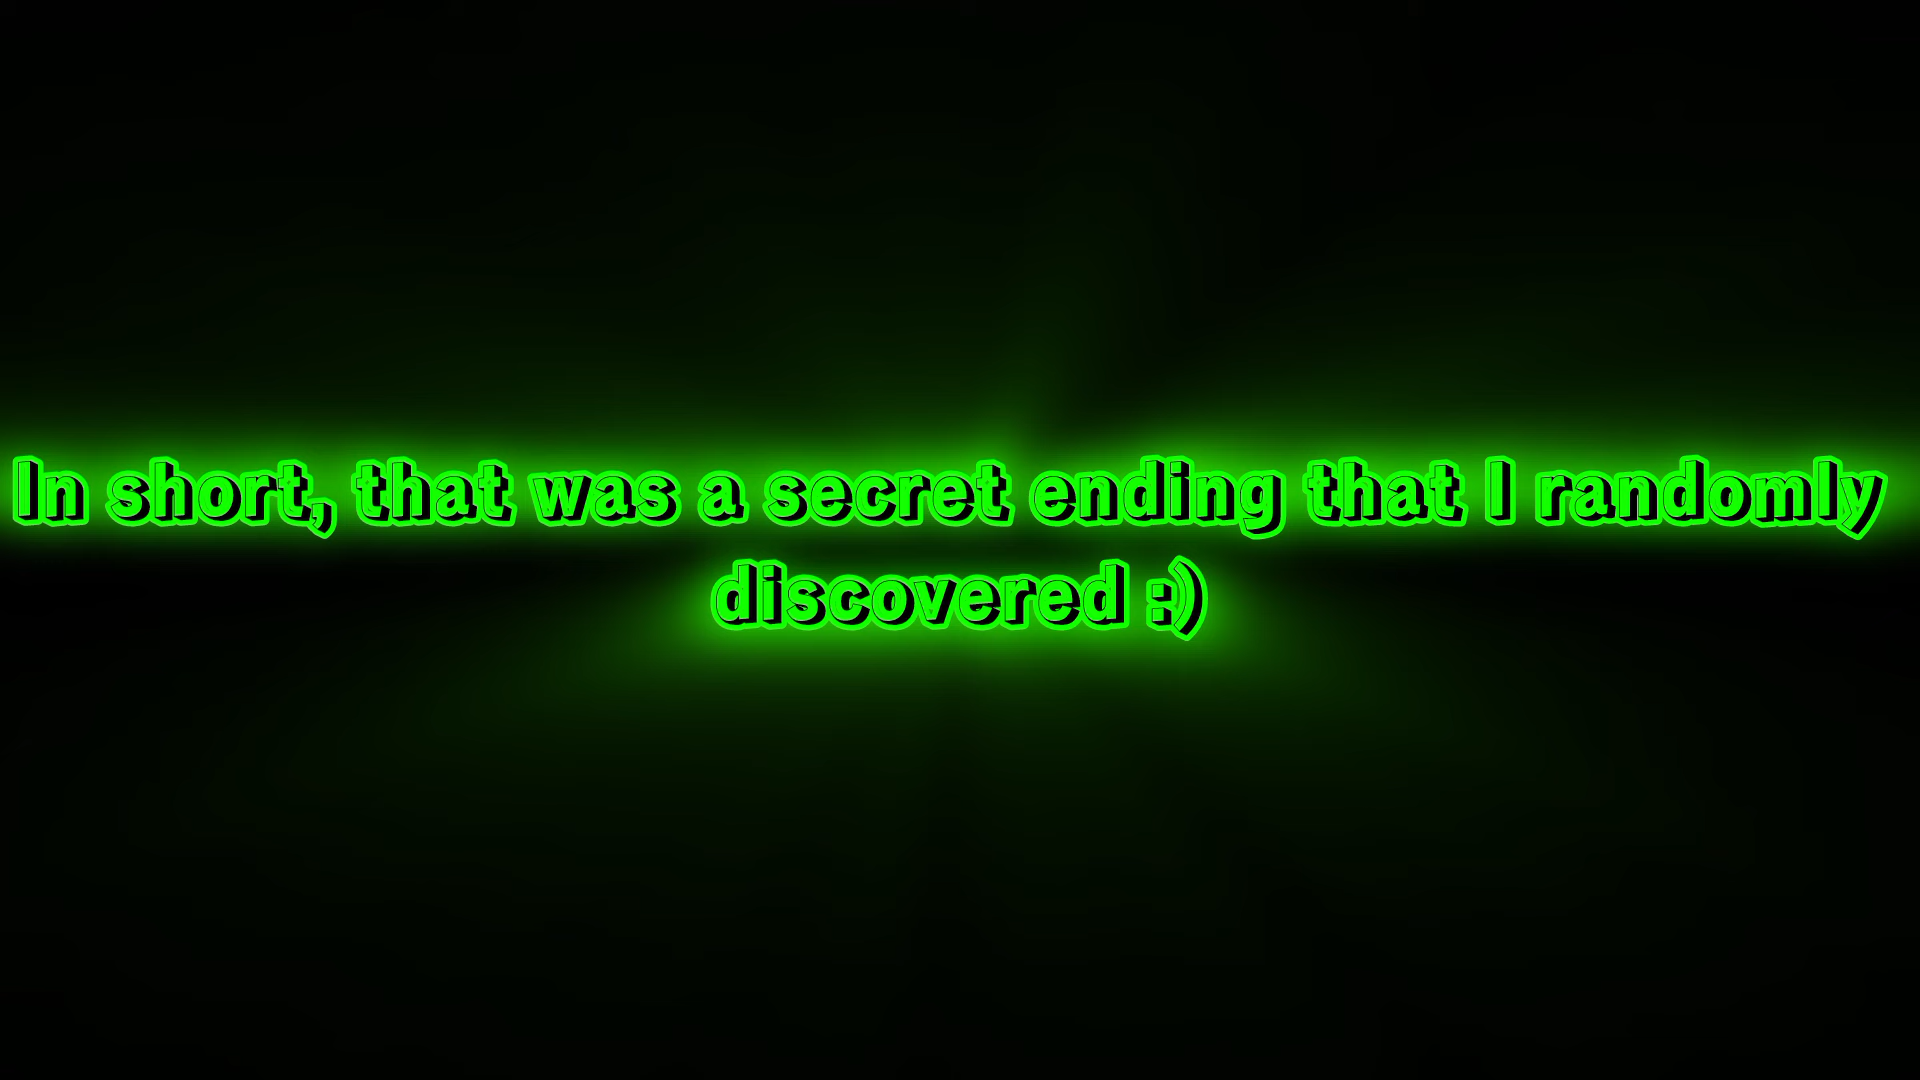 In short, that was a secret ending that I randomly
discovered :)